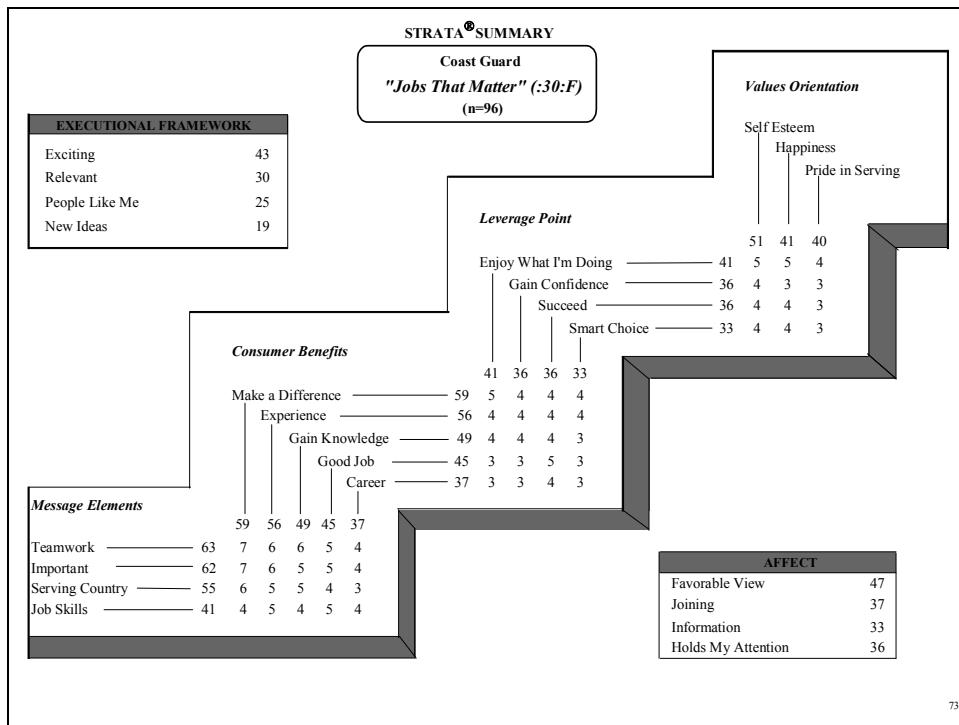 STRATA® SUMMARY
Coast Guard
"Jobs That Matter" (:30:F)
(n=96)
Values Orientation
EXECUTIONAL FRAMEWORK
Exciting 43
Relevant 30
People Like Me 25
New Ideas 19
Self Esteem
Happiness
Pride in Serving
Leverage Point
51 41 40
Enjoy What I'm Doing 41 5 5 4
Gain Confidence 36 4 3 3
Succeed 36 4 4 3
Smart Choice 33 4 4 3
Consumer Benefits
41 36 36 33
Make a Difference 59 5 4 4 4
Experience 56 4 4 4 4
Gain Knowledge 49 4 4 4 3
Good Job 45 3 3 5 3
Career 37 3 3 4 3
Message Elements
59 56 49 45 37
Teamwork 63 7 6 6 5 4
Important 62 7 6 5 5 4
Serving Country 55 6 5 5 4 3
Job Skills 41 4 5 4 5 4
AFFECT
Favorable View 47
Joining 37
Information 33
Holds My Attention 36
73